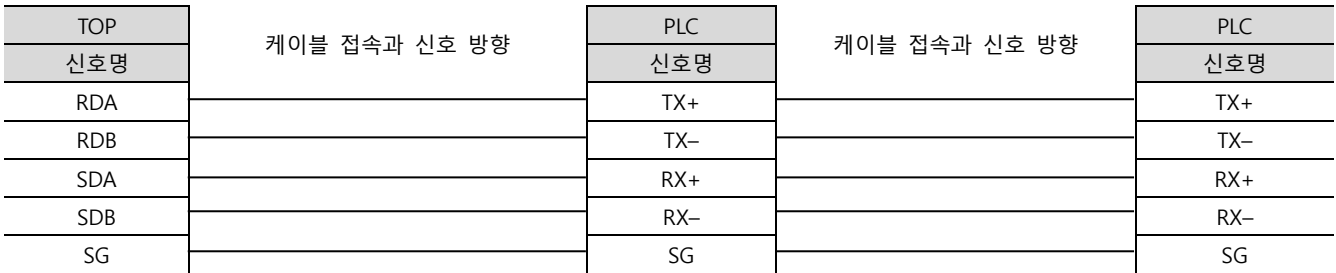 TOP 케이블 접속과 신호 방향 PLC 케이블 접속과 신호 방향 PLC
신호명 신호명 신호명
RDA TX+ TX+
RDB TX– TX–
SDA RX+ RX+
SDB RX– RX–
SG SG SG